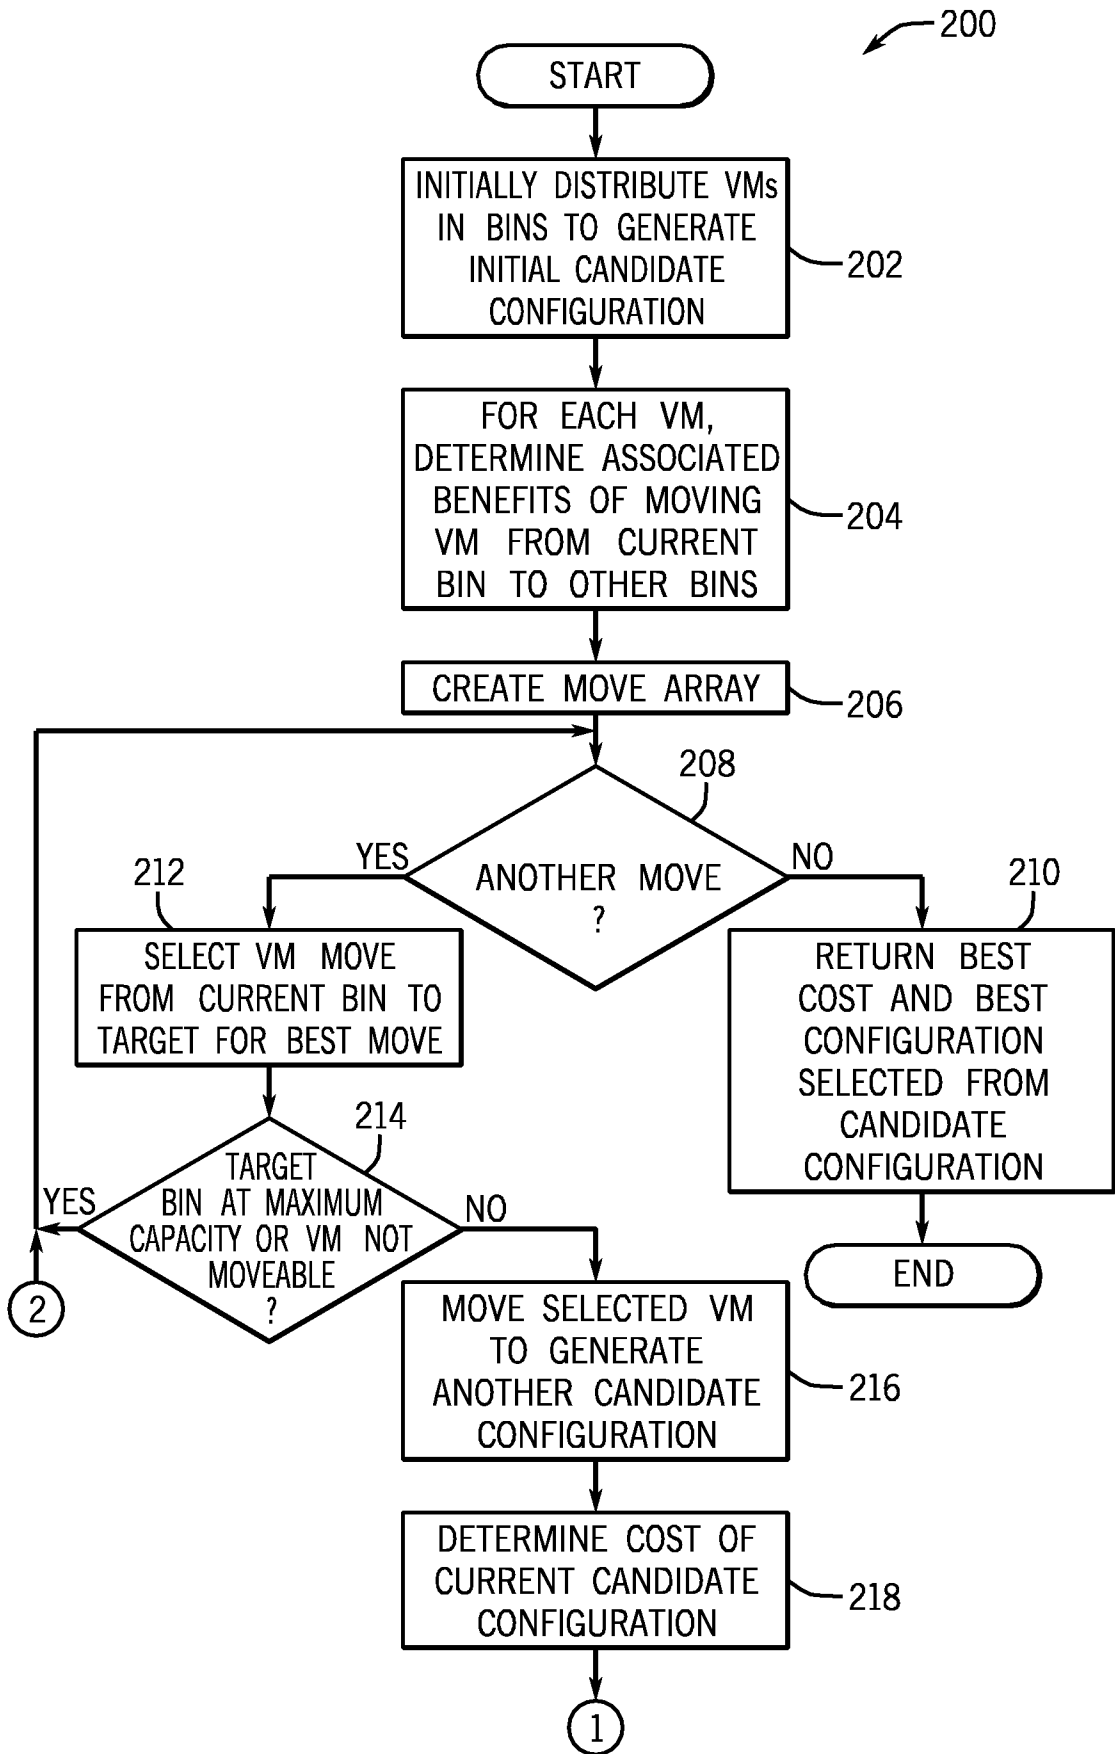 200
START
INITIALLY DISTRIBUTE VMs
IN BINS TO GENERATE
INITIAL CANDIDATE
CONFIGURATION
202
FOR EACH VM,
DETERMINE ASSOCIATED
BENEFITS OF MOVING
VM FROM CURRENT
BIN TO OTHER BINS
204
CREATE MOVE ARRAY
206
208
ANOTHER MOVE
?
YES
NO
212
SELECT VM MOVE
FROM CURRENT BIN TO
TARGET FOR BEST MOVE
210
RETURN BEST
COST AND BEST
CONFIGURATION
SELECTED FROM
CANDIDATE
CONFIGURATION
END
214
TARGET
BIN AT MAXIMUM
CAPACITY OR VM NOT
MOVEABLE
?
YES
NO
2
MOVE SELECTED VM
TO GENERATE
ANOTHER CANDIDATE
CONFIGURATION
216
DETERMINE COST OF
CURRENT CANDIDATE
CONFIGURATION
218
1